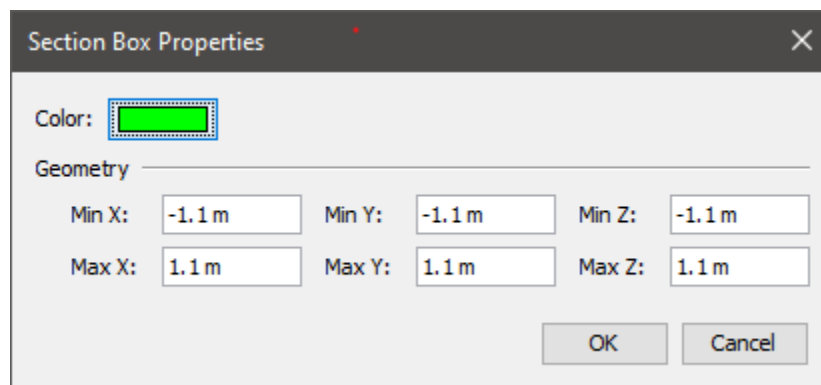 Section Box Properties
Color:
Geometry
Min X: -1.1 m Min Y: -1.1 m Min Z: -1.1 m
Max X: 1.1 m Max Y: 1.1 m Max Z: 1.1 m
OK Cancel